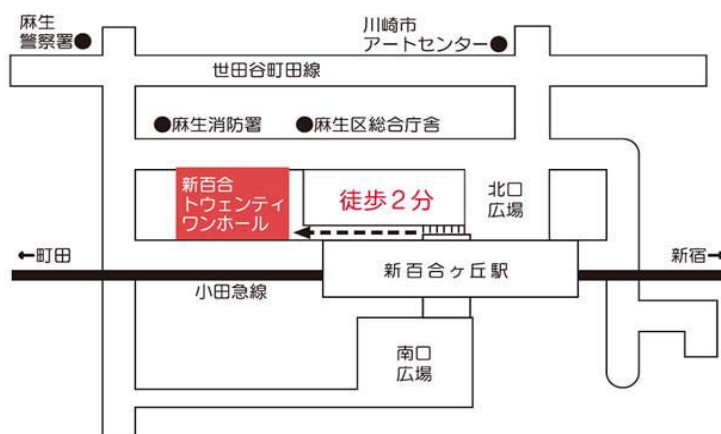 麻生
警察署●
川崎市
アートセンター●
世田谷町田線
●麻生消防署
●麻生区総合庁舎
新百合
トウェンティ
ワンホール
徒歩2分
北口
広場
←町田
新宿→
新百合ヶ丘駅
小田急線
南口
広場